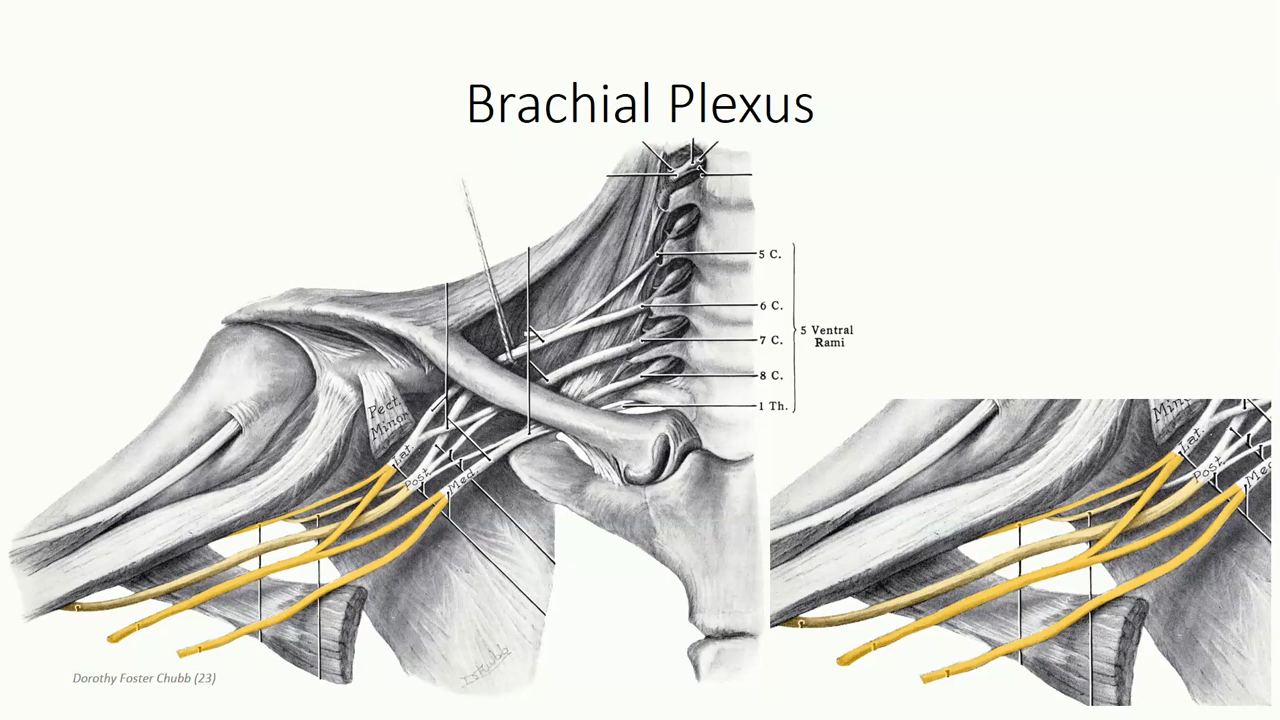 Brachial Plexus
5 C.
6 C.
7 C.
8 C.
1 Th.
5 Ventral
Rami
Pect.
Minor
Lat.
Post.
Med.
Lat.
Post
Dorothy Foster Chubb (23)